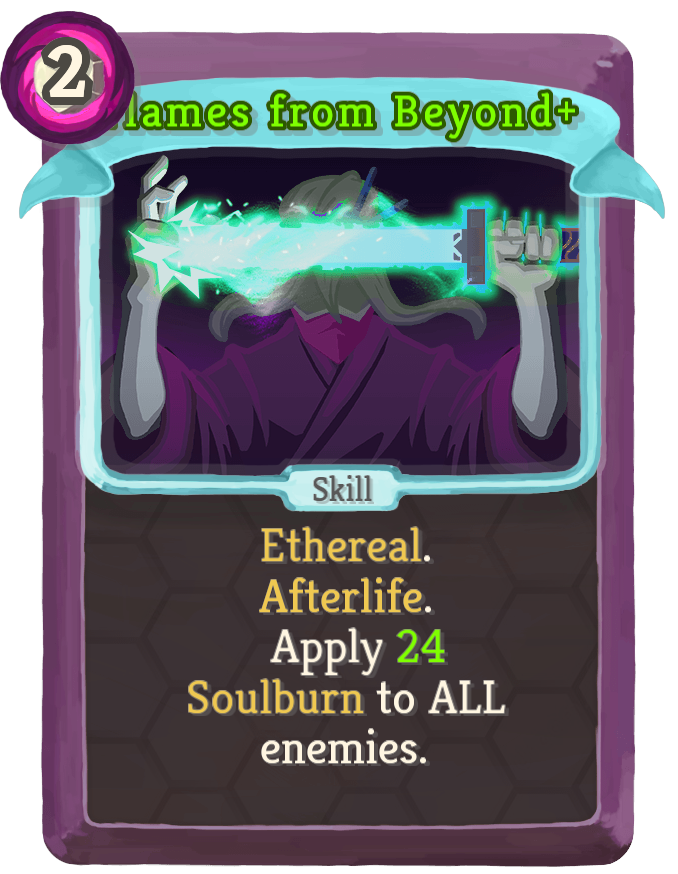 2
lames from Beyond+
Skill
Ethereal.
Afterlife.
Apply 24
Soulburn to ALL
enemies.